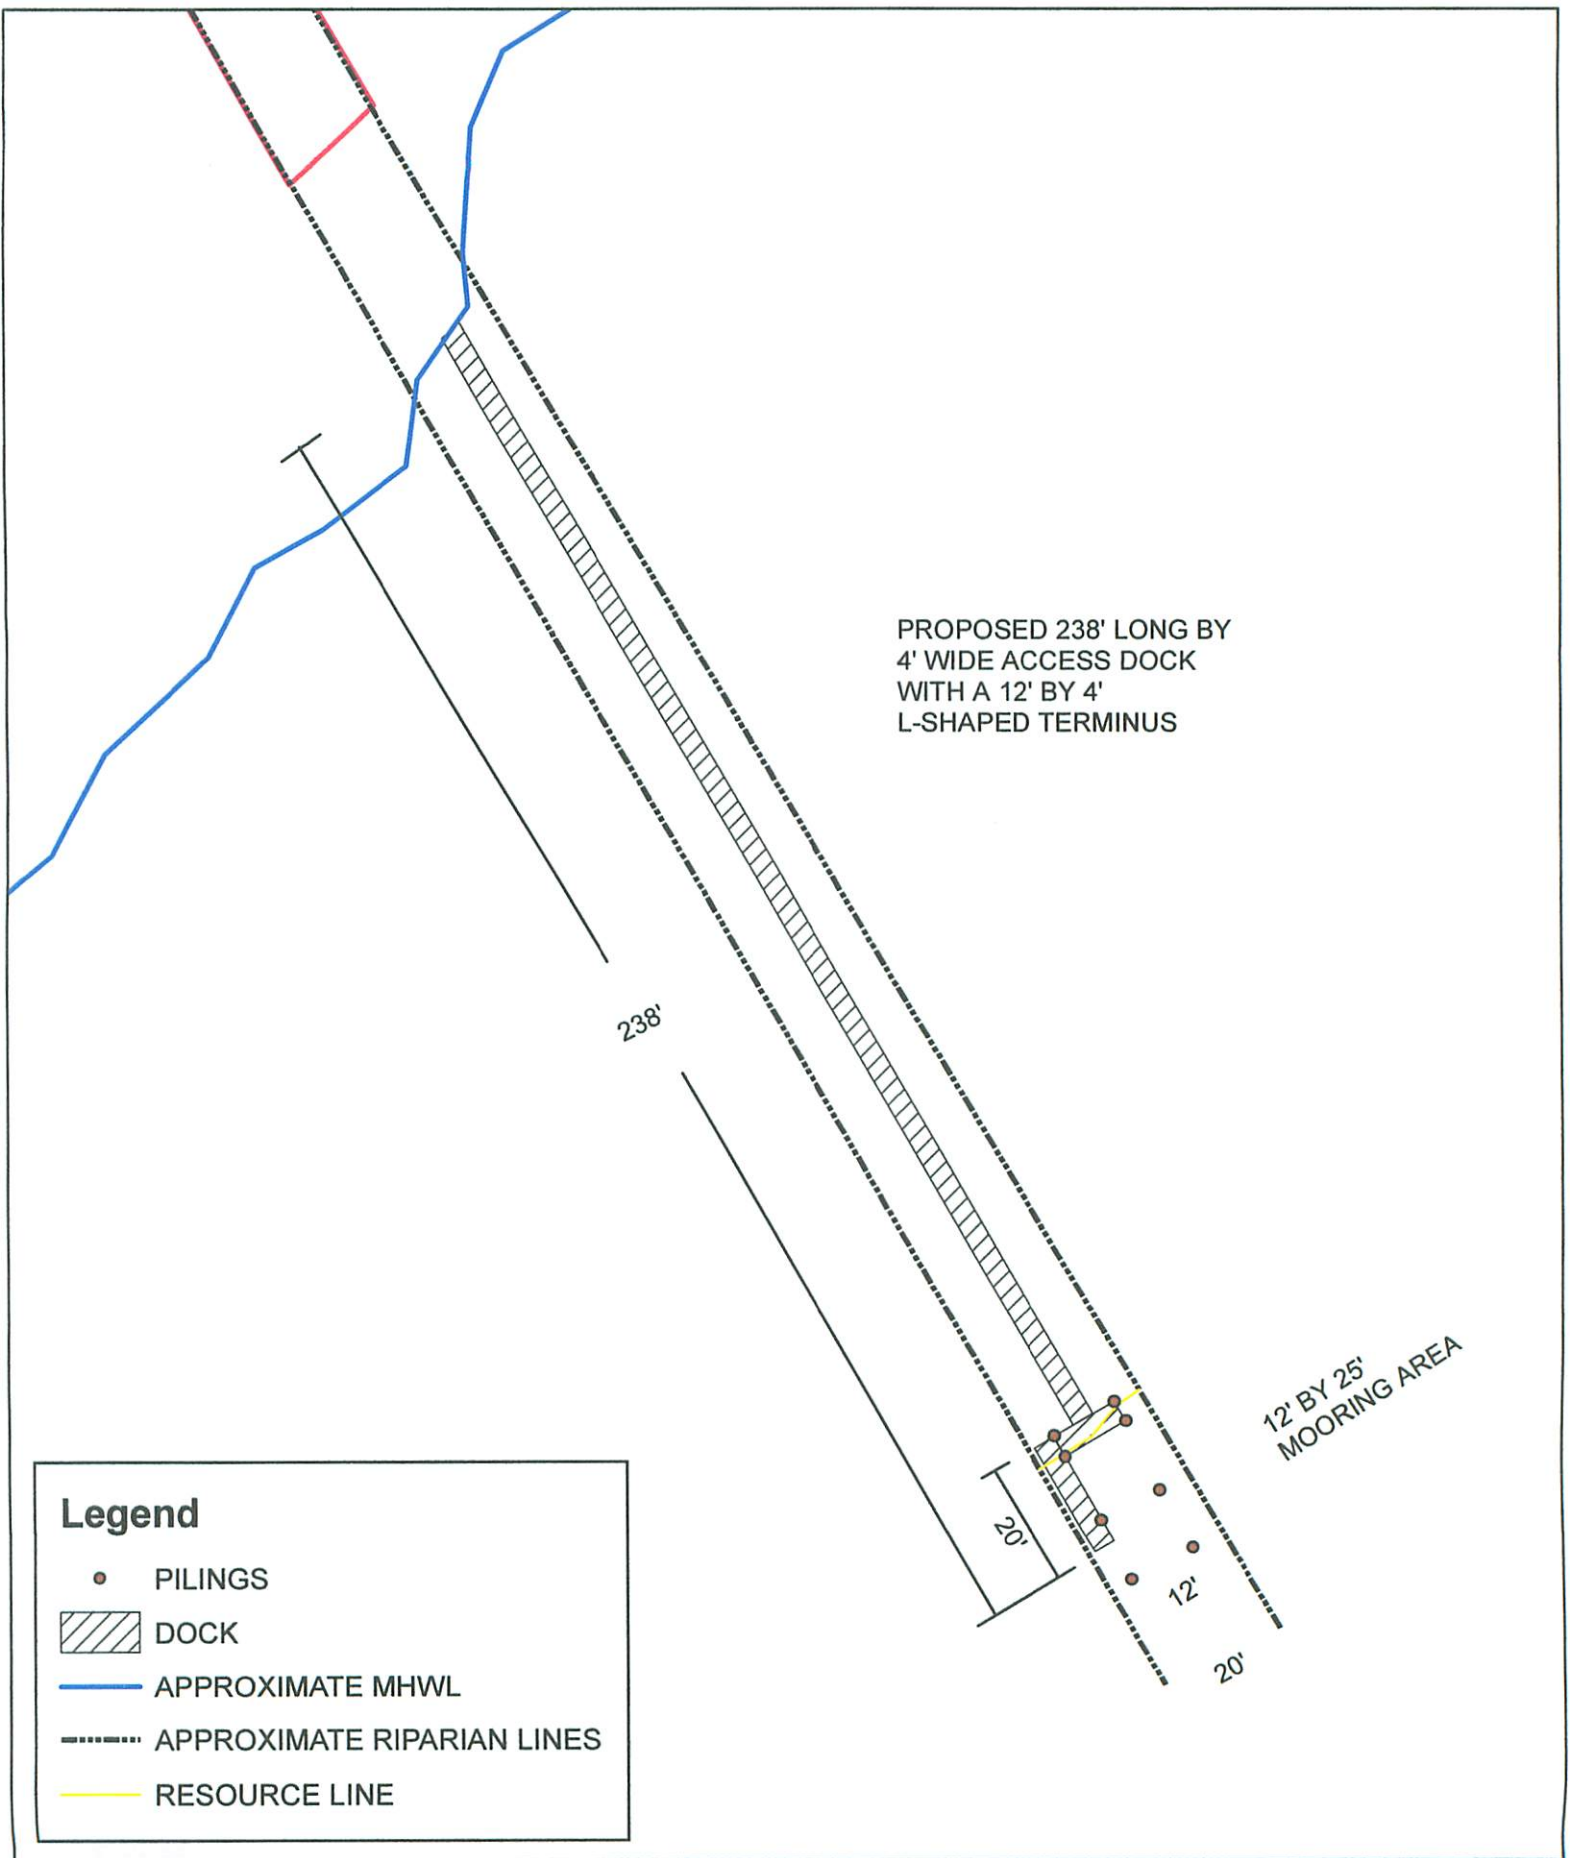 PROPOSED 238' LONG BY
4' WIDE ACCESS DOCK
WITH A 12' BY 4'
L-SHAPED TERMINUS
238'
12' BY 25'
MOORING AREA
20'
12'
20'
Legend
PILINGS
DOCK
APPROXIMATE MHWL
APPROXIMATE RIPARIAN LINES
RESOURCE LINE